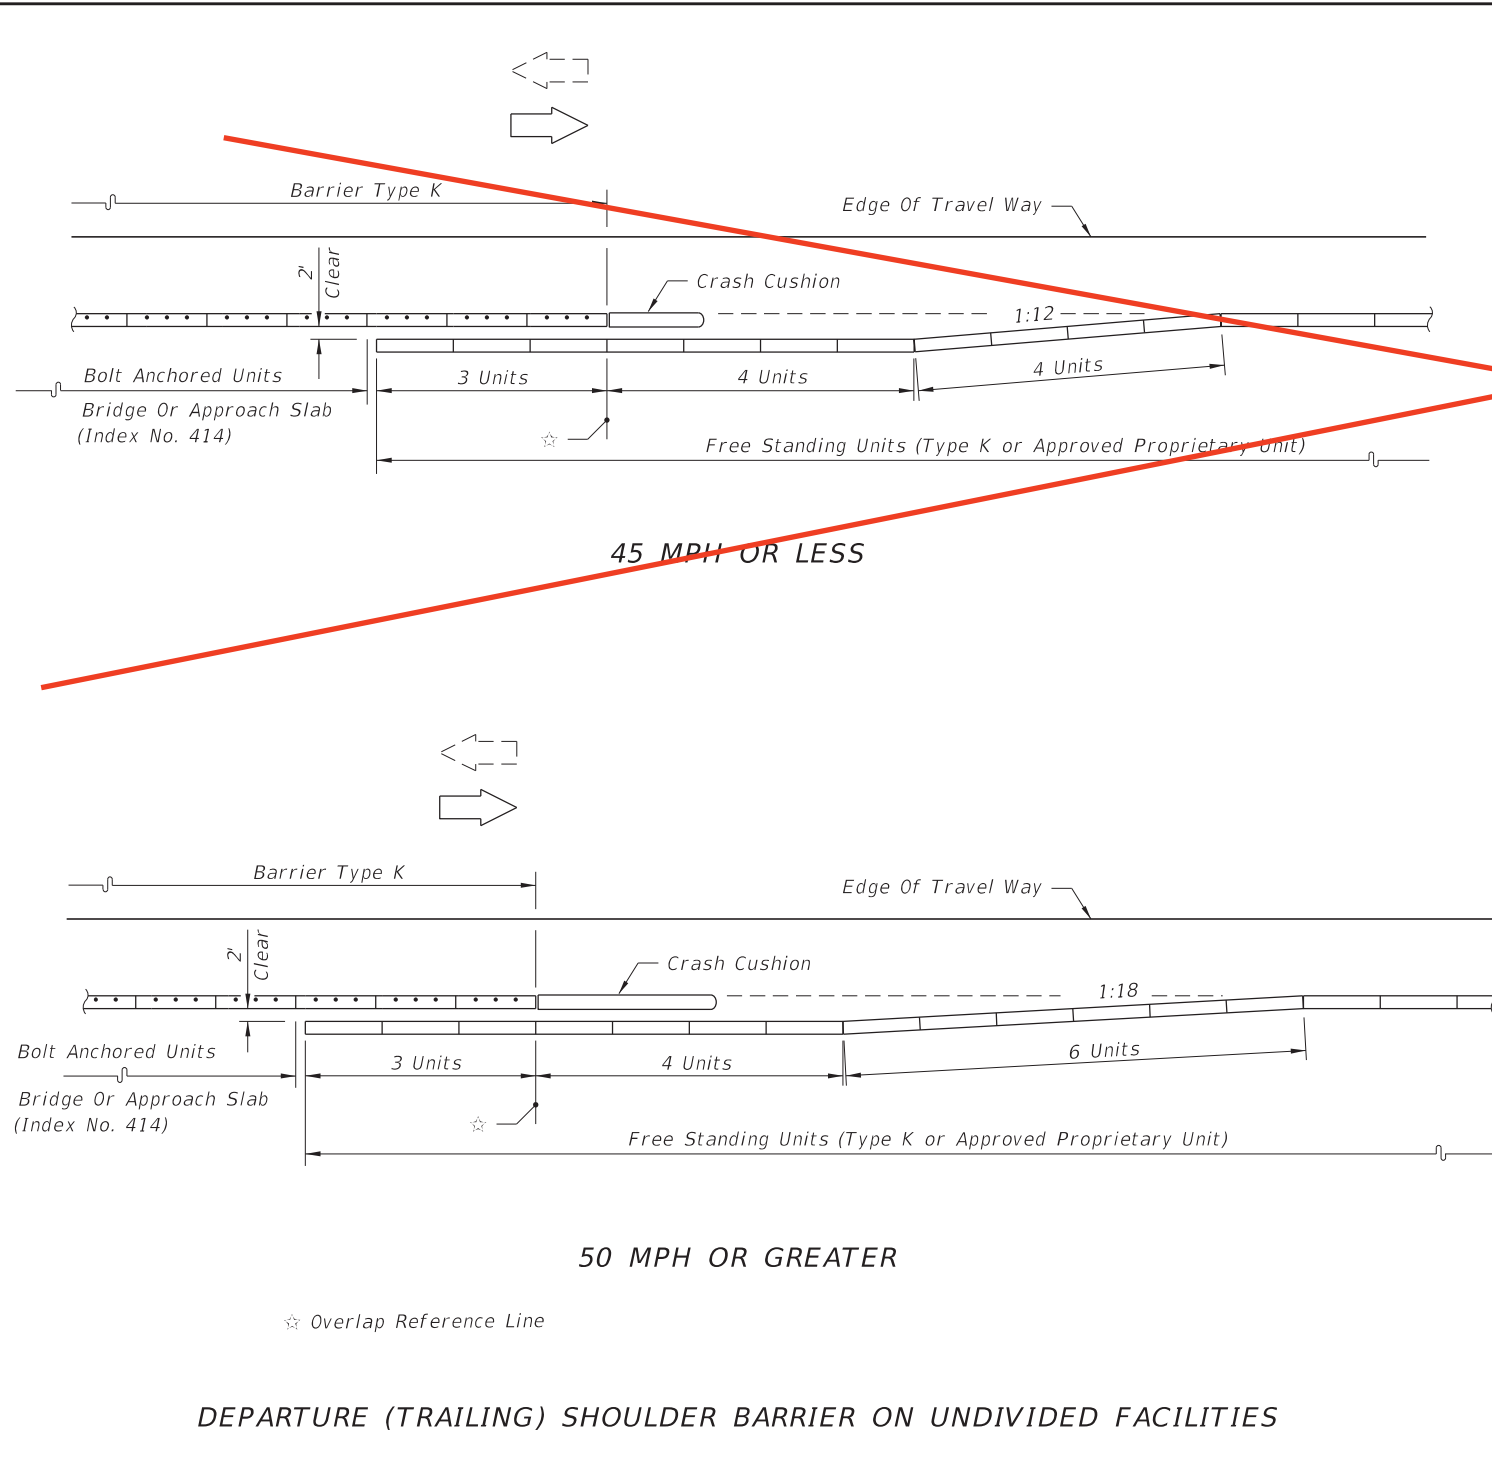 Barrier Type K
Edge Of Travel Way
2'
Clear
Crash Cushion
1:12
Bolt Anchored Units
3 Units
4 Units
4 Units
Bridge Or Approach Slab
(Index No. 414)
☆
Free Standing Units (Type K or Approved Proprietary Unit)
45 MPH OR LESS
Barrier Type K
Edge Of Travel Way
2'
Clear
Crash Cushion
1:18
Bolt Anchored Units
3 Units
4 Units
6 Units
Bridge Or Approach Slab
(Index No. 414)
☆
Free Standing Units (Type K or Approved Proprietary Unit)
50 MPH OR GREATER
☆ Overlap Reference Line
DEPARTURE (TRAILING) SHOULDER BARRIER ON UNDIVIDED FACILITIES